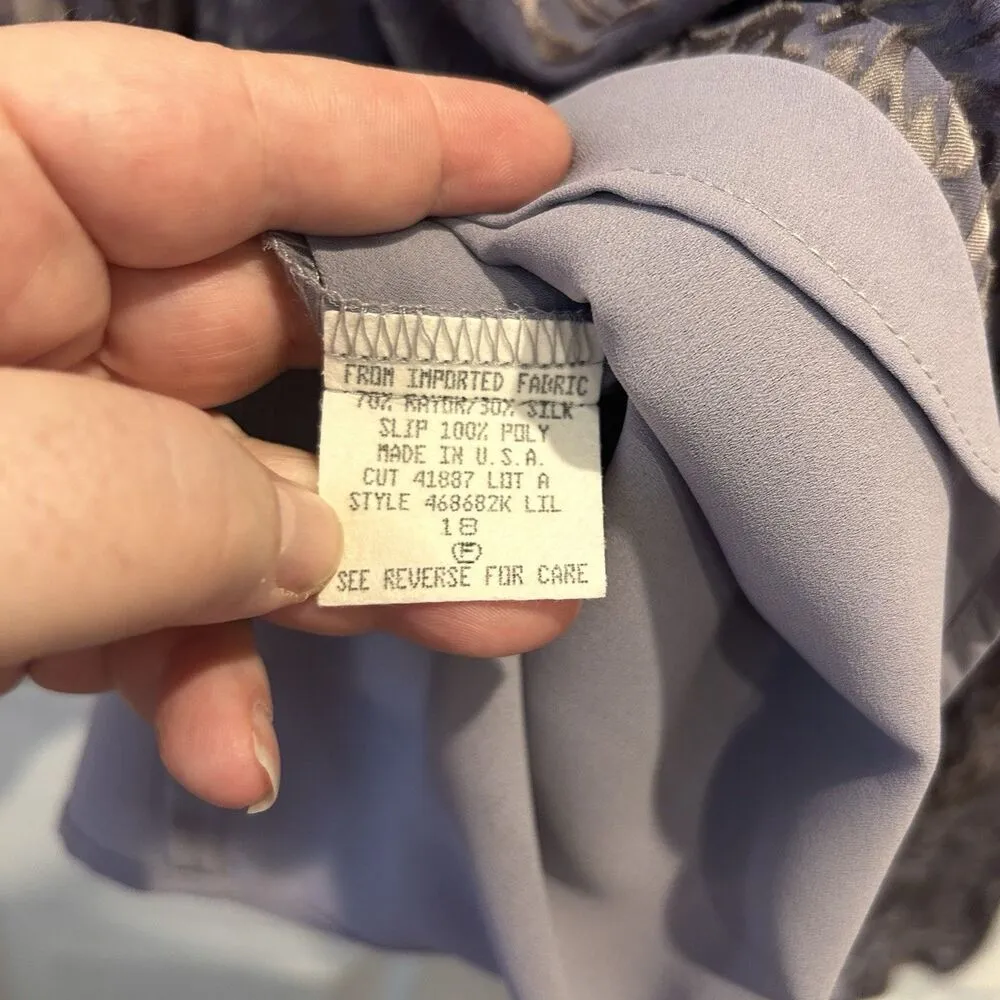 FROM IMPORTED FABRIC
70% RAYON/30% SILK
SLIP 100% POLY
MADE IN U.S.A.
CUT 41887 LOT A
STYLE 468682K LIL
18
Ⓟ
SEE REVERSE FOR CARE